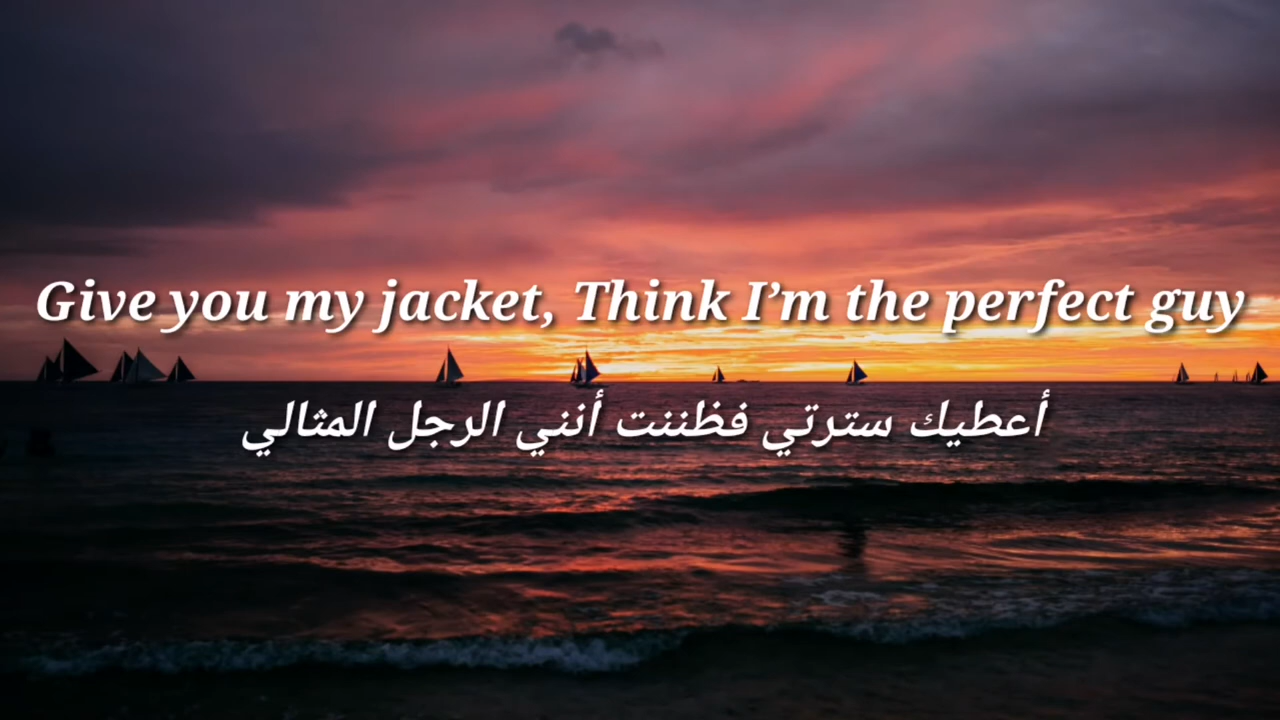 Give you my jacket, Think I’m the perfect guy
أعطيك سترتي فظننت أنني الرجل المثالي